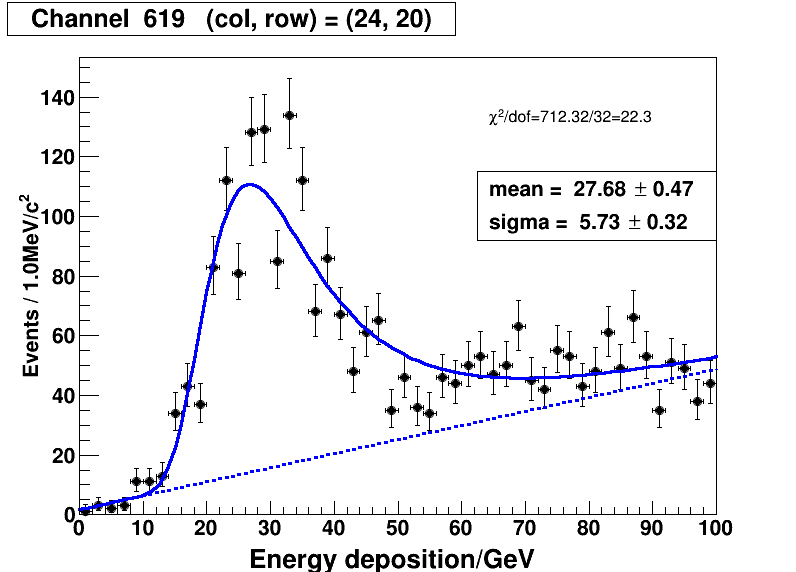 Channel 619 (col, row) = (24, 20)
χ²/dof=712.32/32=22.3
mean = 27.68 ± 0.47
sigma = 5.73 ± 0.32
Events / 1.0MeV/c²
140
120
100
80
60
40
20
0
0 10 20 30 40 50 60 70 80 90 100
Energy deposition/GeV